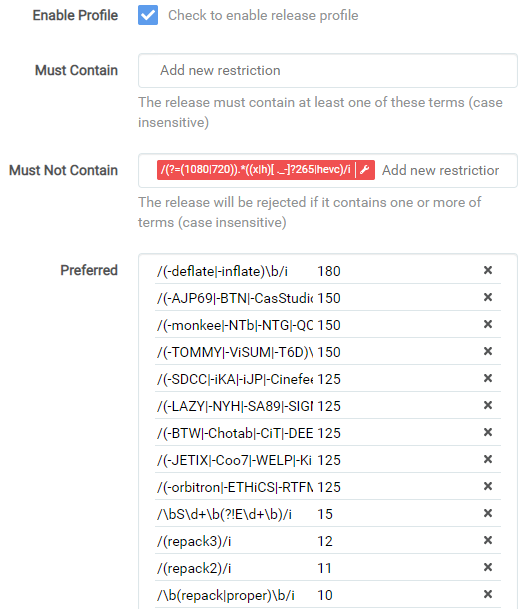 Enable Profile Check to enable release profile
Must Contain Add new restriction
The release must contain at least one of these terms (case
insensitive)
Must Not Contain /(?=(1080|720)).*((x|h)[ ._-]?265|hevc)/i Add new restriction
The release will be rejected if it contains one or more of
terms (case insensitive)
Preferred /(-deflate|-inflate)\b/i 180
/(-AJP69|-BTN|-CasStudio 150
/(-monkee|-NTb|-NTG|-QO 150
/(-TOMMY|-ViSUM|-T6D)\ 150
/(-SDCC|-iKA|-iJP|-Cinefee 125
/(-LAZY|-NYH|-SA89|-SIGM 125
/(-BTW|-Chotab|-CiT|-DEE 125
/(-JETIX|-Coo7|-WELP|-Ki 125
/(-orbitron|-ETHiCS|-RTFM 125
/\bS\d+\b(?!E\d+\b)/i 15
/(repack3)/i 12
/(repack2)/i 11
/\b(repack|proper)\b/i 10